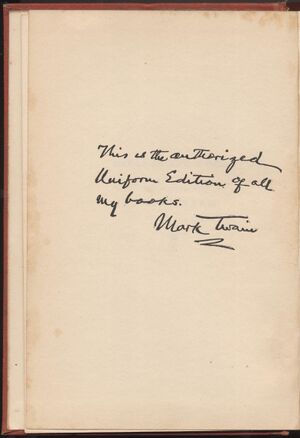 This is the authorized
Uniform Edition of all
my books.
Mark Twain